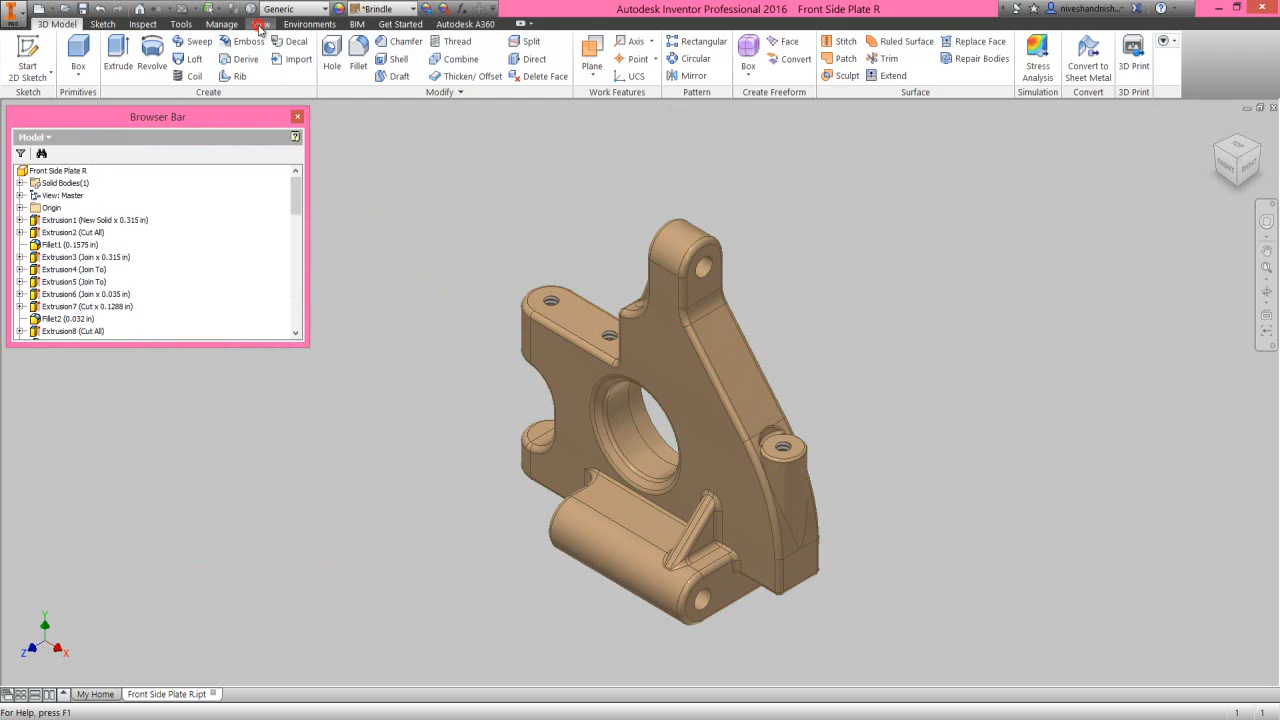 Generic
*Brindle
Autodesk Inventor Professional 2016 Front Side Plate R
niveshandnish...
PRO
3D Model Sketch Inspect Tools Manage View Environments BIM Get Started Autodesk A360
Start
2D Sketch
Box
Extrude Revolve
Sweep Emboss Decal
Loft Derive Import
Coil Rib
Hole Fillet
Chamfer Thread Split
Shell Combine Direct
Draft Thicken/ Offset Delete Face
Plane
Axis
Point
UCS
Rectangular
Circular
Mirror
Box
Face
Convert
Stitch Ruled Surface Replace Face
Patch Trim Repair Bodies
Sculpt Extend
Stress
Analysis
Convert to
Sheet Metal
3D Print
Sketch Primitives Create Modify Work Features Pattern Create Freeform Surface Simulation Convert 3D Print
Browser Bar
Model
Front Side Plate R
Solid Bodies(1)
View: Master
Origin
Extrusion1 (New Solid x 0.315 in)
Extrusion2 (Cut All)
Fillet1 (0.1575 in)
Extrusion3 (Join x 0.315 in)
Extrusion4 (Join To)
Extrusion5 (Join To)
Extrusion6 (Join x 0.035 in)
Extrusion7 (Cut x 0.1288 in)
Fillet2 (0.032 in)
Extrusion8 (Cut All)
TOP
FRONT RIGHT
Y
Z X
My Home Front Side Plate R.ipt
For Help, press F1
1 1